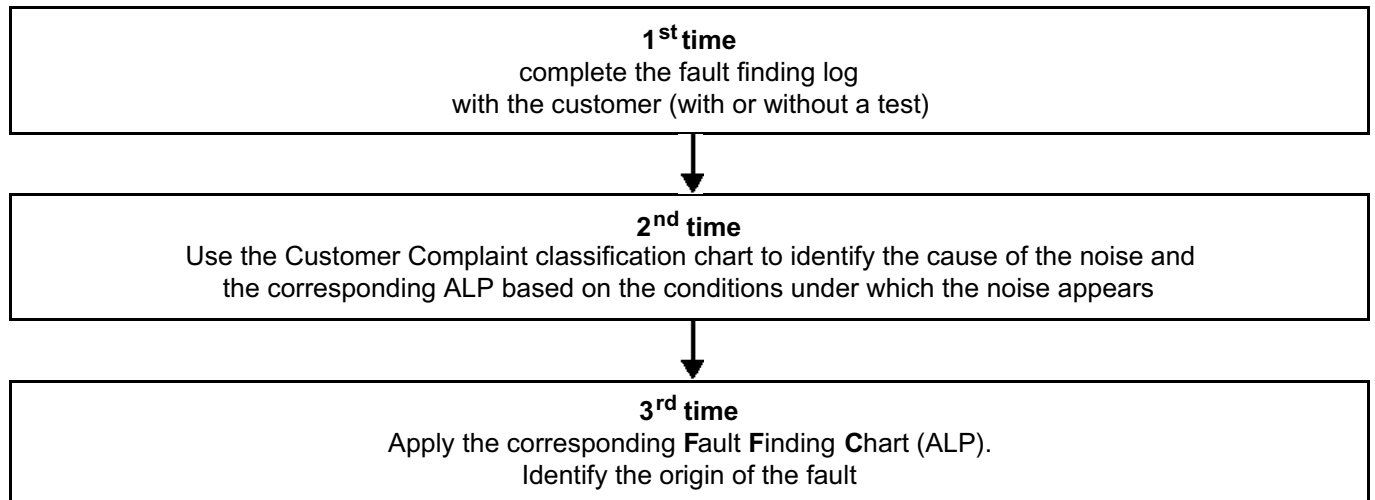 1st time
complete the fault finding log
with the customer (with or without a test)
2nd time
Use the Customer Complaint classification chart to identify the cause of the noise and
the corresponding ALP based on the conditions under which the noise appears
3rd time
Apply the corresponding Fault Finding Chart (ALP).
Identify the origin of the fault